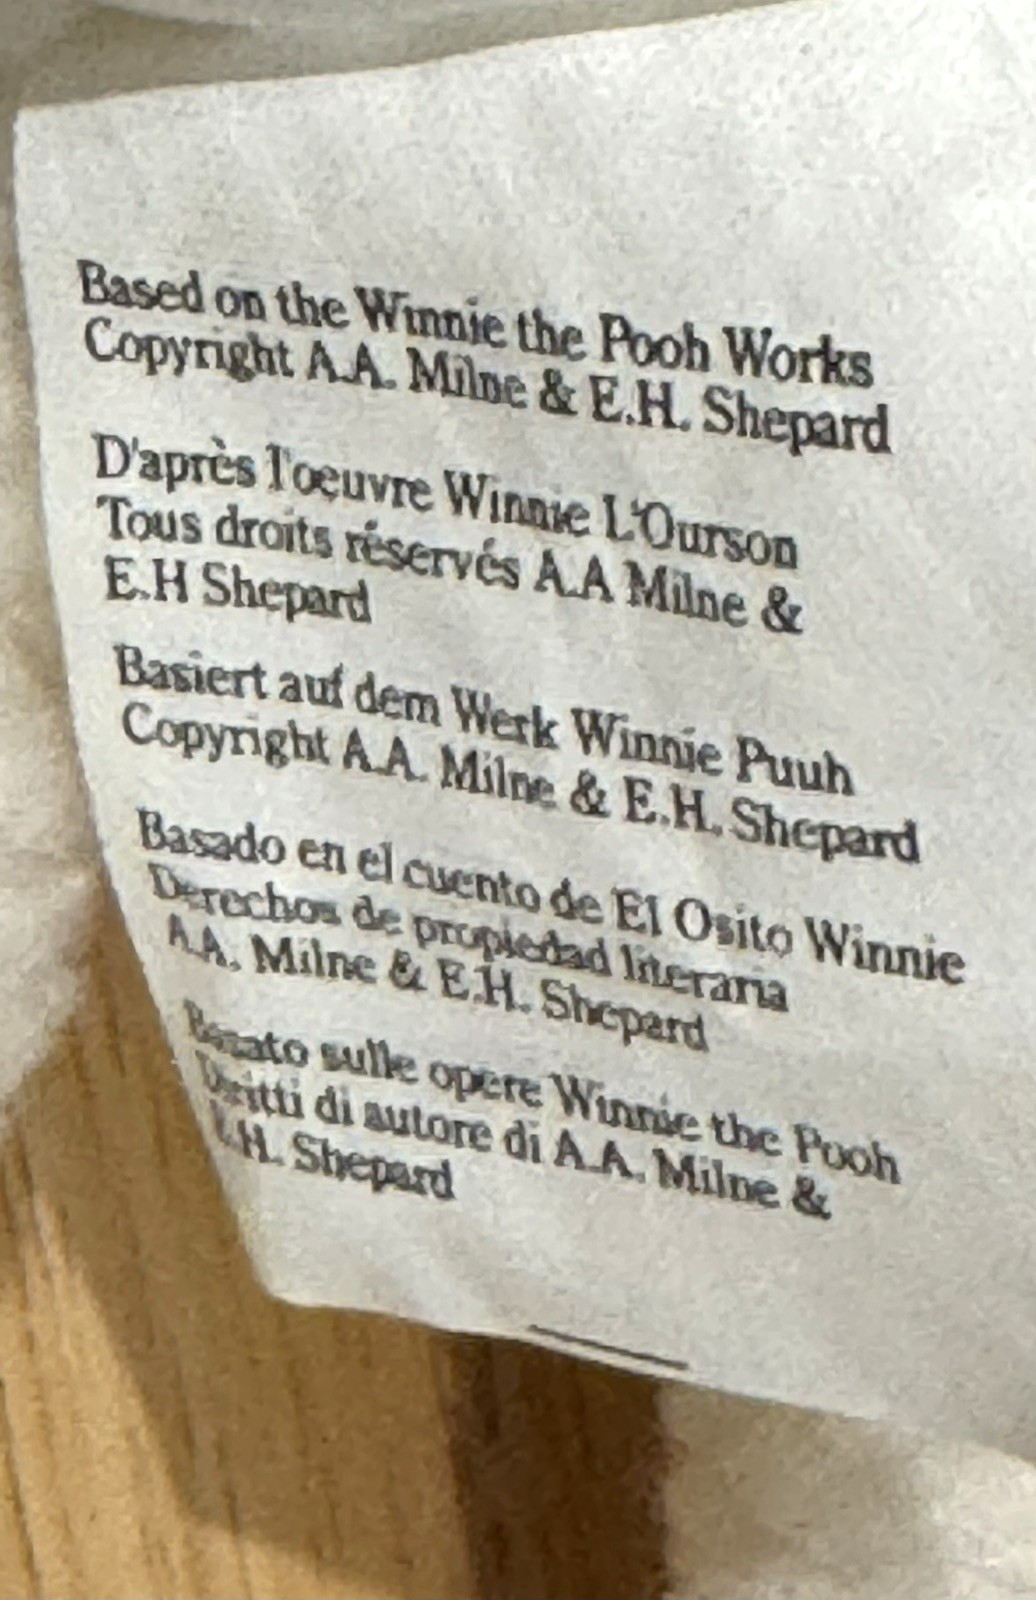 Based on the Winnie the Pooh Works
Copyright A.A. Milne & E.H. Shepard
D'après l'oeuvre Winnie L'Ourson
Tous droits réservés A.A Milne &
E.H Shepard
Basiert auf dem Werk Winnie Puuh
Copyright A.A. Milne & E.H. Shepard
Basado en el cuento de El Osito Winnie
Derechos de propiedad literaria
A.A. Milne & E.H. Shepard
Basato sulle opere Winnie the Pooh
Diritti di autore di A.A. Milne &
E.H. Shepard